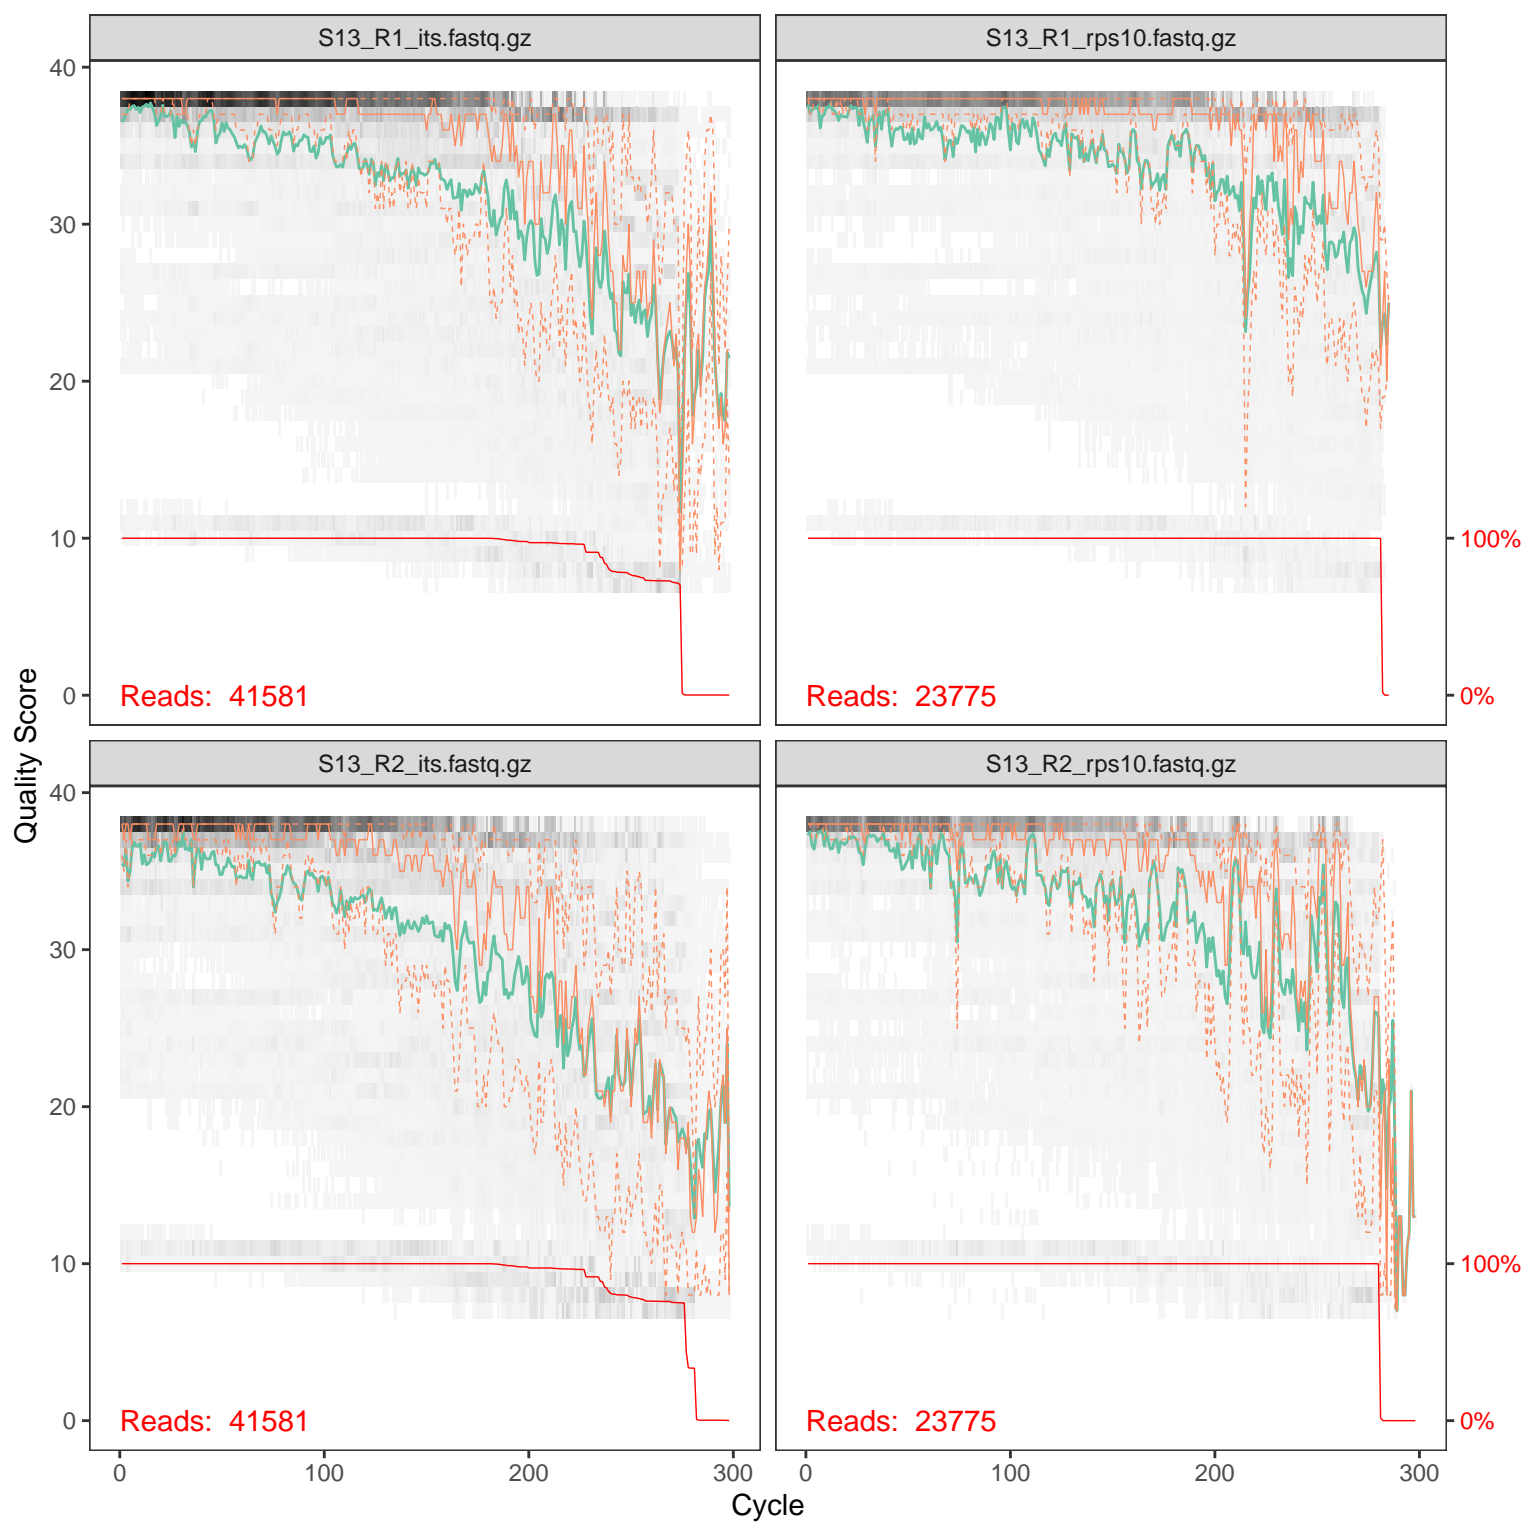 S13_R1_its.fastq.gz
S13_R1_rps10.fastq.gz
40
30
20
10
0
100%
0%
Reads: 41581
Reads: 23775
Quality Score
S13_R2_its.fastq.gz
S13_R2_rps10.fastq.gz
40
30
20
10
0
100%
0%
Reads: 41581
Reads: 23775
0
100
200
300
0
100
200
300
Cycle